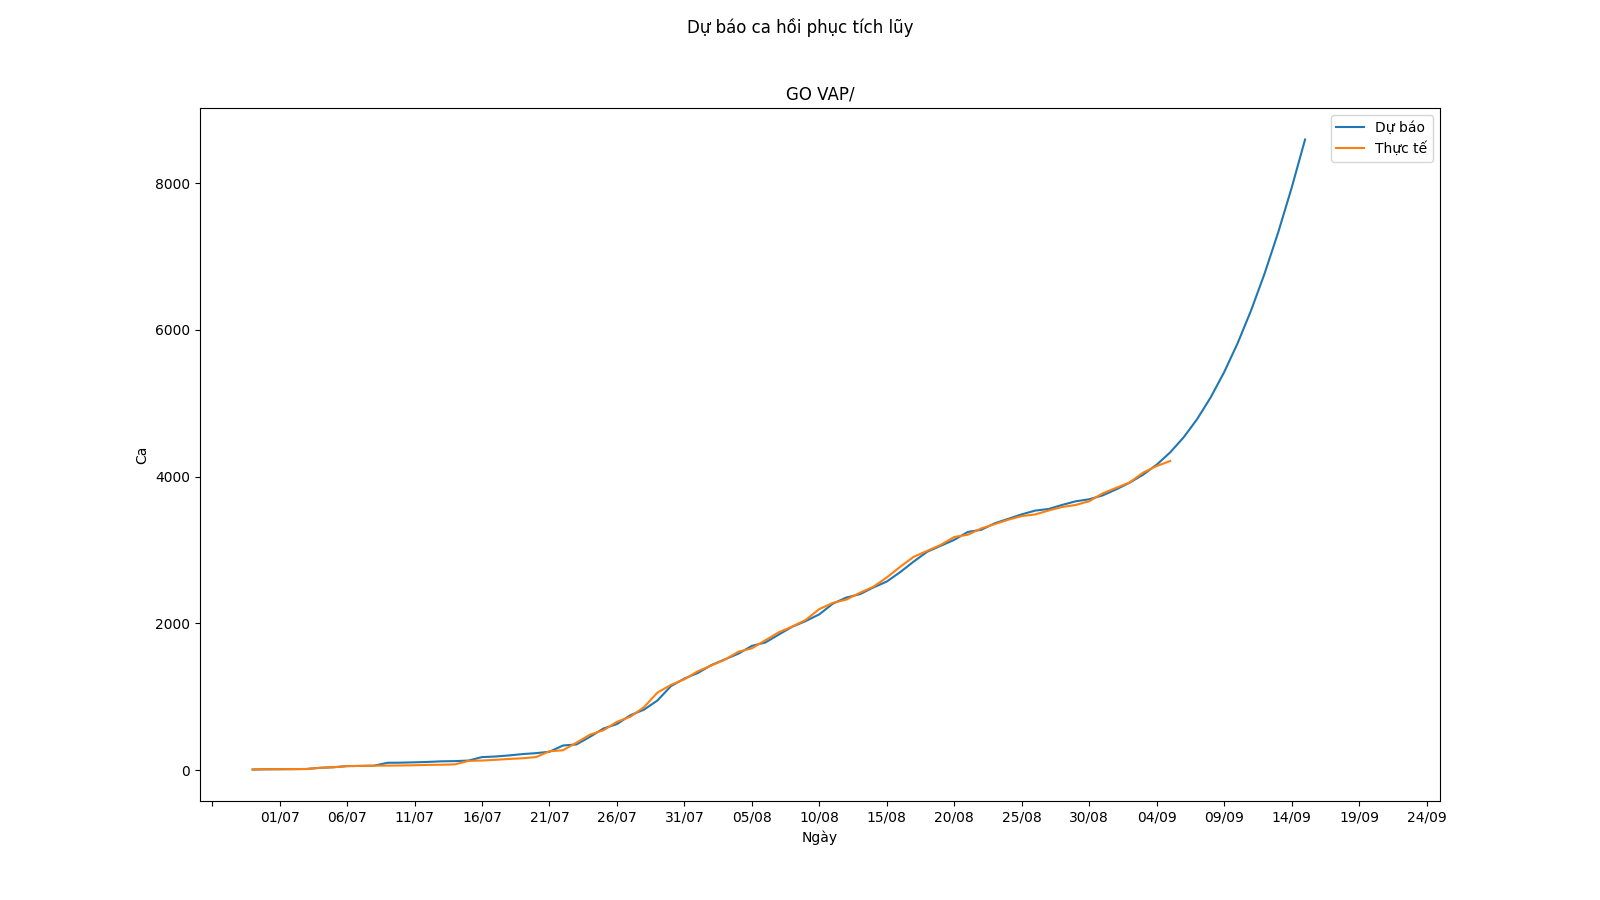 Dự báo ca hồi phục tích lũy
GO VAP/
Dự báo
Thực tế
8000
6000
4000
2000
0
Ca
01/07 06/07 11/07 16/07 21/07 26/07 31/07 05/08 10/08 15/08 20/08 25/08 30/08 04/09 09/09 14/09 19/09 24/09
Ngày